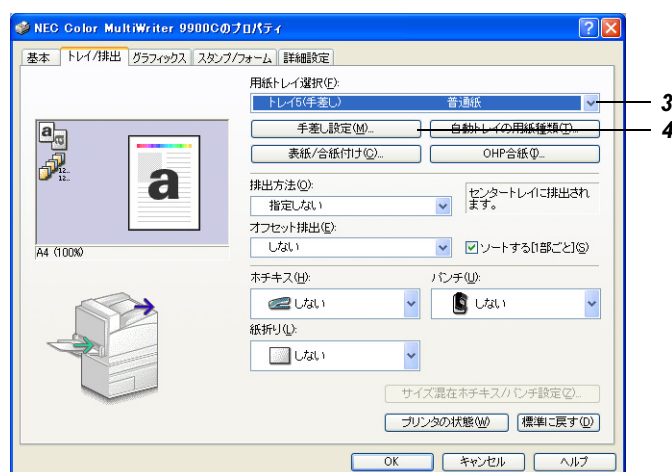 NEC Color MultiWriter 9900Cのプロパティ
基本 トレイ/排出 グラフィックス スタンプ/フォーム 詳細設定
用紙トレイ選択(F):
トレイ5(手差し) 普通紙
3
手差し設定(M)... 自動トレイの用紙種類(T)...
4
表紙/合紙付け(C)... OHP合紙(I)...
a
a
12..
12..
a
A4 (100%)
排出方法(O):
指定しない
センタートレイに排出され
ます。
オフセット排出(E):
しない
ソートする[1部ごと](S)
ホチキス(H): パンチ(U):
しない しない
紙折り(L):
しない
サイズ混在ホチキス/パンチ設定(Z)...
プリンタの状態(W) 標準に戻す(D)
OK キャンセル ヘルプ